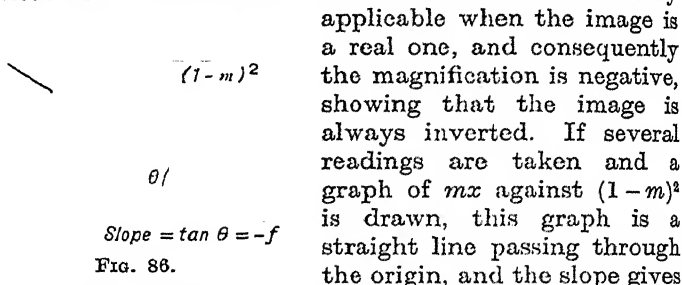 applicable when the image is
a real one, and consequently
the magnification is negative,
showing that the image is
always inverted. If several
readings are taken and a
graph of mx against (1 – m)²
is drawn, this graph is a
straight line passing through
the origin, and the slope gives
(1 - m)²
θ
Slope = tan θ = -f
FIG. 86.